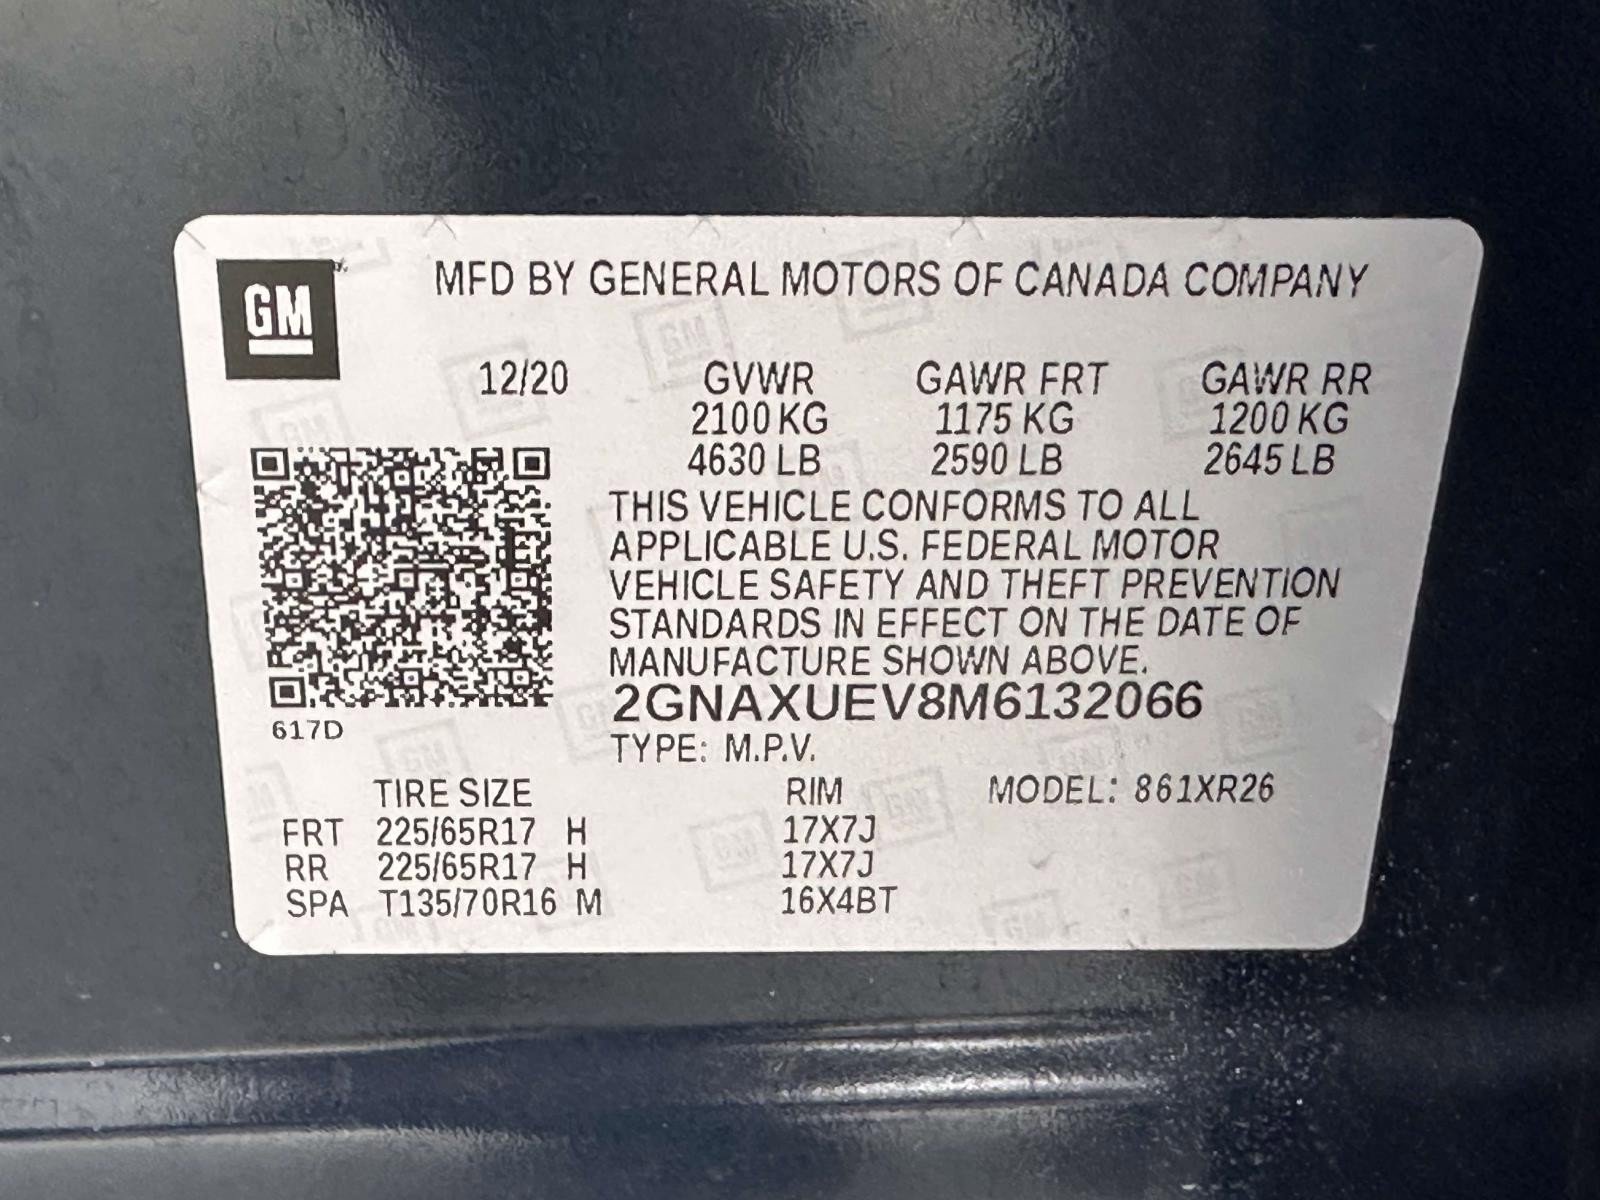 GM
MFD BY GENERAL MOTORS OF CANADA COMPANY
12/20 GVWR GAWR FRT GAWR RR
2100 KG 1175 KG 1200 KG
4630 LB 2590 LB 2645 LB
THIS VEHICLE CONFORMS TO ALL
APPLICABLE U.S. FEDERAL MOTOR
VEHICLE SAFETY AND THEFT PREVENTION
STANDARDS IN EFFECT ON THE DATE OF
MANUFACTURE SHOWN ABOVE.
2GNAXUEV8M6132066
617D
TYPE: M.P.V.
TIRE SIZE RIM MODEL: 861XR26
FRT 225/65R17 H 17X7J
RR 225/65R17 H 17X7J
SPA T135/70R16 M 16X4BT